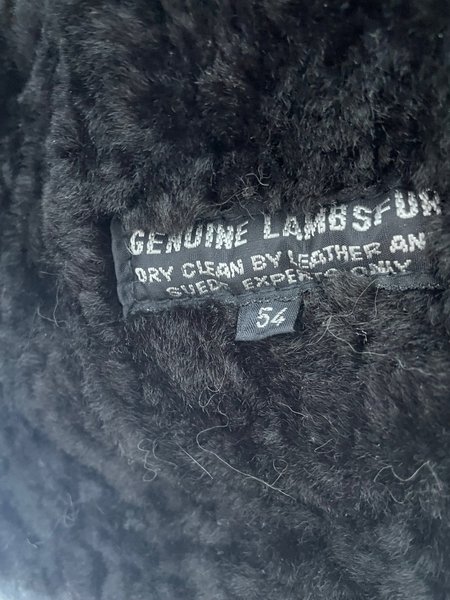 GENUINE LAMBSFUR
DRY CLEAN BY LEATHER AN
SUEDE EXPERTS ONLY
54